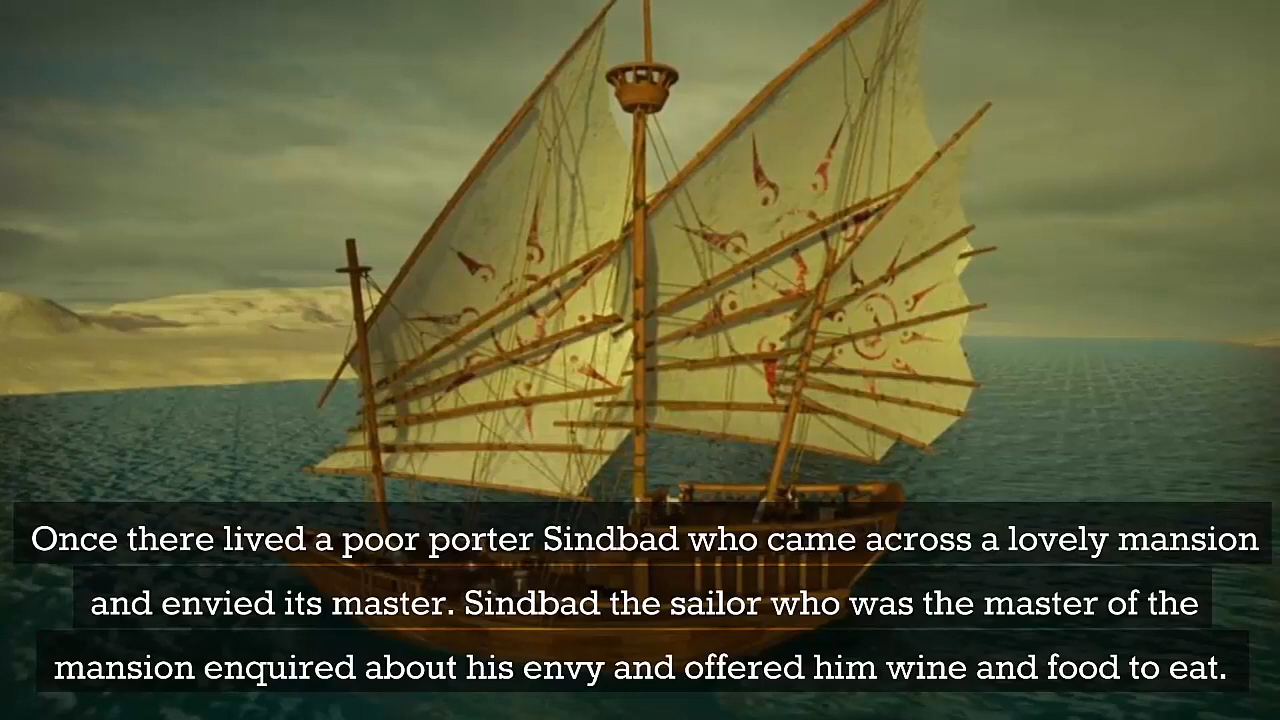 Once there lived a poor porter Sindbad who came across a lovely mansion
and envied its master. Sindbad the sailor who was the master of the
mansion enquired about his envy and offered him wine and food to eat.